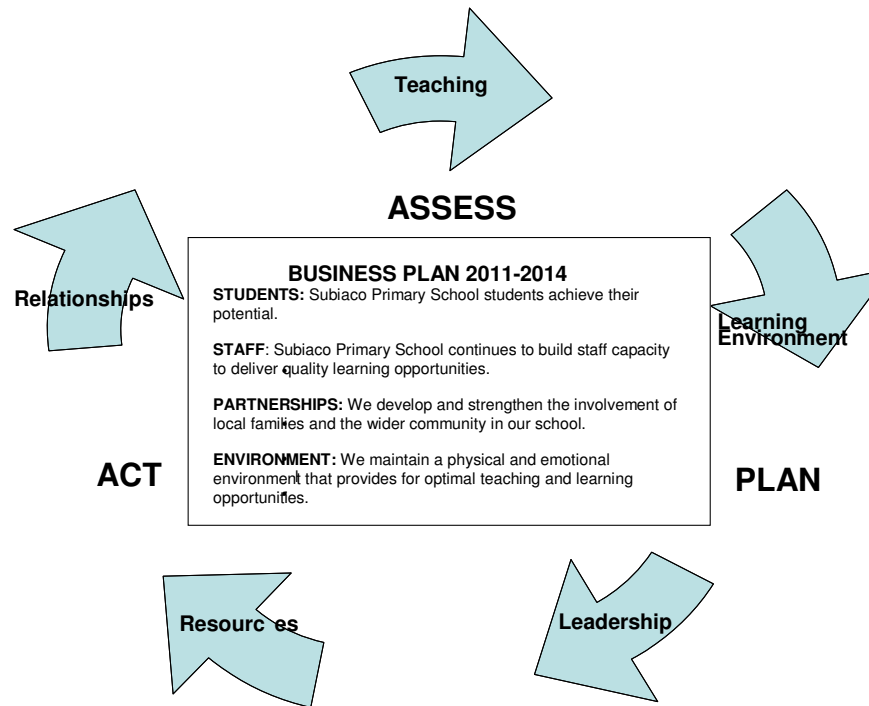 Teaching
ASSESS
Relationships
BUSINESS PLAN 2011-2014
STUDENTS: Subiaco Primary School students achieve their
potential.
STAFF: Subiaco Primary School continues to build staff capacity
to deliver quality learning opportunities.
PARTNERSHIPS: We develop and strengthen the involvement of
local families and the wider community in our school.
ENVIRONMENT: We maintain a physical and emotional
environment that provides for optimal teaching and learning
opportunities.
Learning
Environment
ACT
PLAN
Resourc es
Leadership